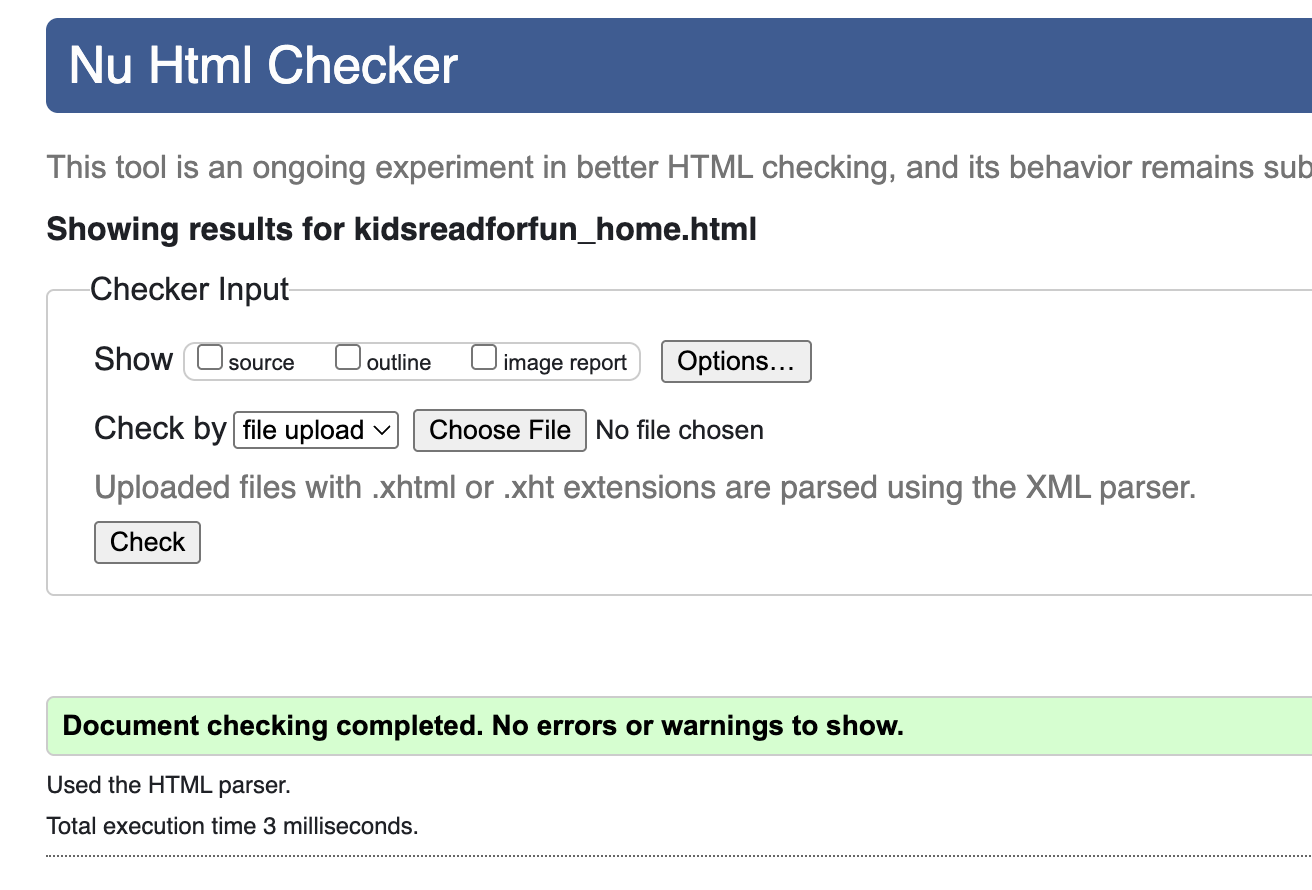 Nu Html Checker
This tool is an ongoing experiment in better HTML checking, and its behavior remains
Showing results for kidsreadforfun_home.html
Checker Input
Show source outline image report Options...
Check by file upload Choose File No file chosen
Uploaded files with .xhtml or .xht extensions are parsed using the XML parser.
Check
Document checking completed. No errors or warnings to show.
Used the HTML parser.
Total execution time 3 milliseconds.